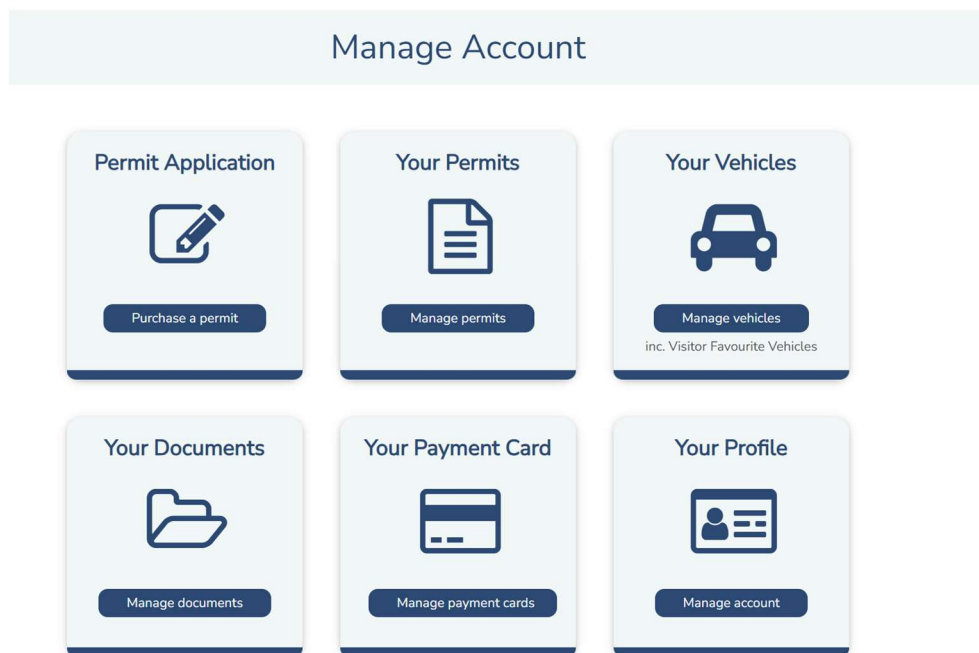 Manage Account
Permit Application
Your Permits
Your Vehicles
Purchase a permit
Manage permits
Manage vehicles
inc. Visitor Favourite Vehicles
Your Documents
Your Payment Card
Your Profile
Manage documents
Manage payment cards
Manage account